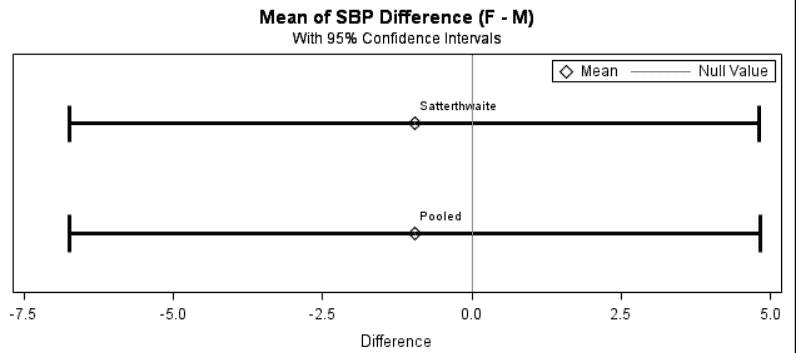 Mean of SBP Difference (F - M)
With 95% Confidence Intervals
Mean Null Value
Satterthwaite
Pooled
-7.5 -5.0 -2.5 0.0 2.5 5.0
Difference